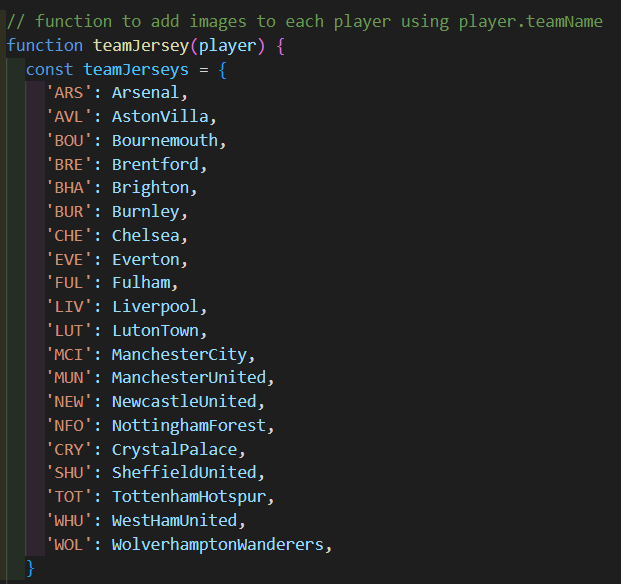 // function to add images to each player using player.teamName
function teamJersey(player) {
const teamJerseys = {
'ARS': Arsenal,
'AVL': AstonVilla,
'BOU': Bournemouth,
'BRE': Brentford,
'BHA': Brighton,
'BUR': Burnley,
'CHE': Chelsea,
'EVE': Everton,
'FUL': Fulham,
'LIV': Liverpool,
'LUT': LutonTown,
'MCI': ManchesterCity,
'MUN': ManchesterUnited,
'NEW': NewcastleUnited,
'NFO': NottinghamForest,
'CRY': CrystalPalace,
'SHU': SheffieldUnited,
'TOT': TottenhamHotspur,
'WHU': WestHamUnited,
'WOL': WolverhamptonWanderers,
}